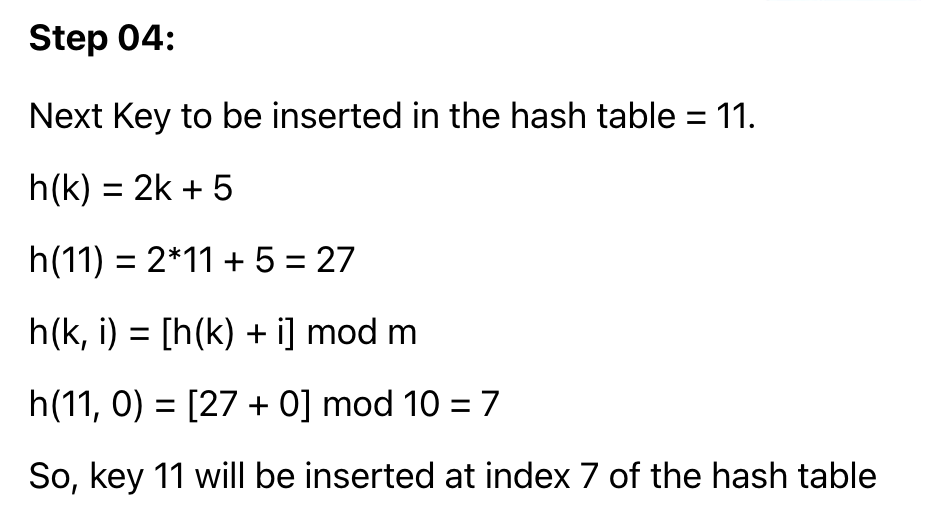 Step 04:
Next Key to be inserted in the hash table = 11.
h(k) = 2k + 5
h(11) = 2*11 + 5 = 27
h(k, i) = [h(k) + i] mod m
h(11, 0) = [27 + 0] mod 10 = 7
So, key 11 will be inserted at index 7 of the hash table